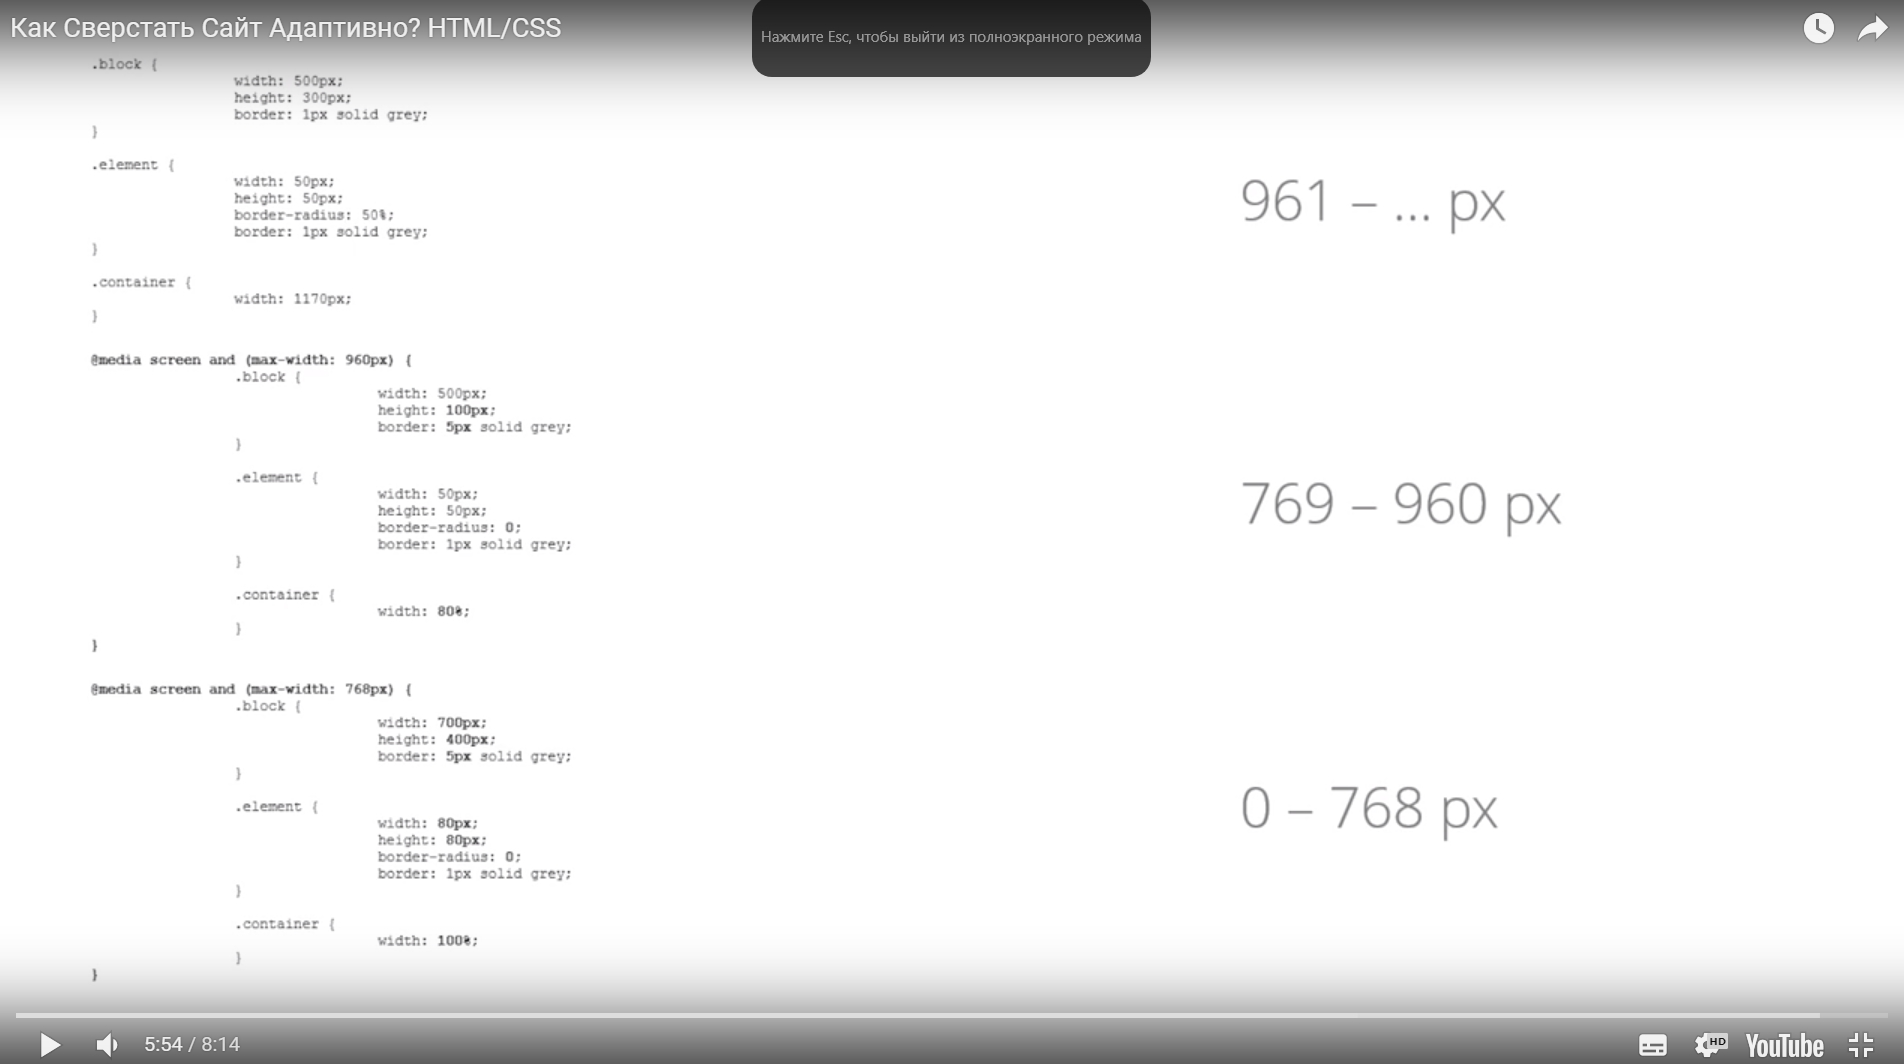 Как Сверстать Сайт Адаптивно? HTML/CSS
Нажмите Esc, чтобы выйти из полноэкранного режима
.block {
width: 500px;
height: 300px;
border: 1px solid grey;
}
.element {
width: 50px;
height: 50px;
border-radius: 50%;
border: 1px solid grey;
}
.container {
width: 1170px;
}
961 – ... px
@media screen and (max-width: 960px) {
.block {
width: 500px;
height: 100px;
border: 5px solid grey;
}
.element {
width: 50px;
height: 50px;
border-radius: 0;
border: 1px solid grey;
}
.container {
width: 80%;
}
}
769 – 960 px
@media screen and (max-width: 768px) {
.block {
width: 700px;
height: 400px;
border: 5px solid grey;
}
.element {
width: 80px;
height: 80px;
border-radius: 0;
border: 1px solid grey;
}
.container {
width: 100%;
}
}
0 – 768 px
5:54 / 8:14
HD
YouTube